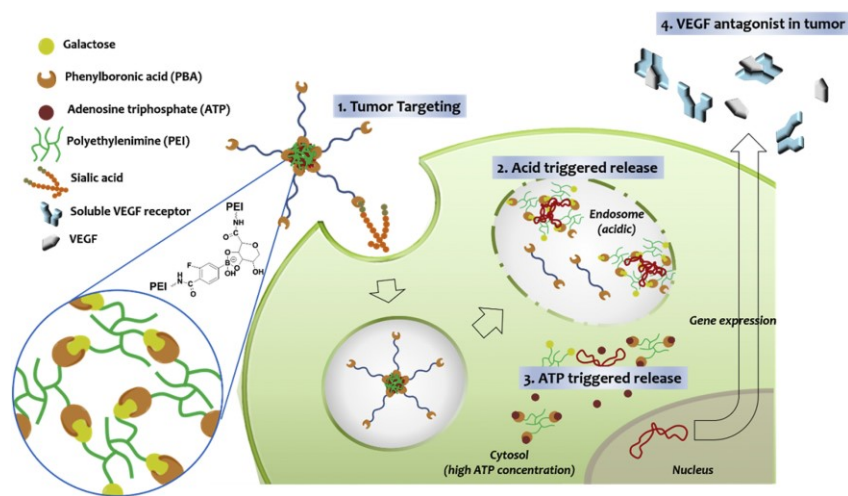 Galactose
Phenylboronic acid (PBA)
Adenosine triphosphate (ATP)
Polyethylenimine (PEI)
Sialic acid
Soluble VEGF receptor
VEGF
1. Tumor Targeting
4. VEGF antagonist in tumor
2. Acid triggered release
Endosome
(acidic)
PEI
NH
O
O
F
B
O
O
OH
OH
PEI
H
N
O
Gene expression
3. ATP triggered release
Cytosol
(high ATP concentration)
Nucleus